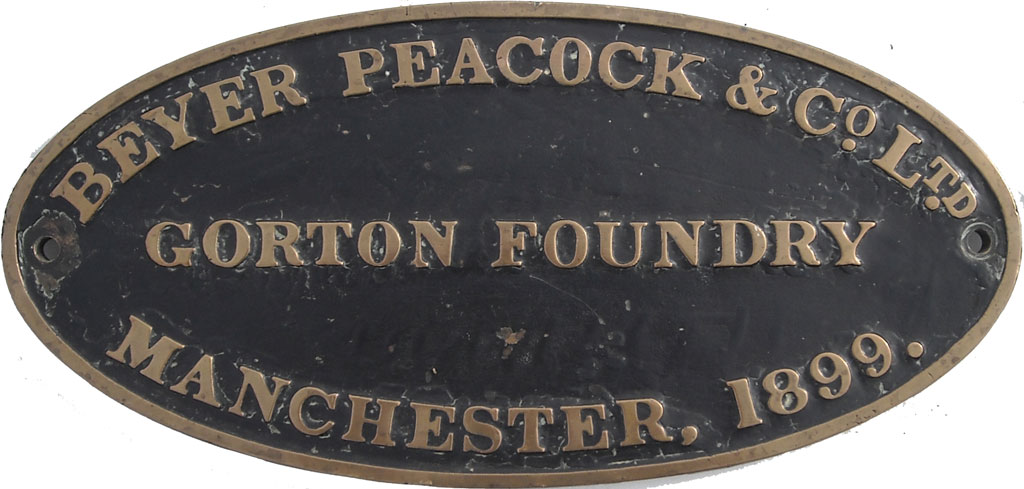 BEYER PEACOCK & Co. LTD
GORTON FOUNDRY
MANCHESTER, 1899.